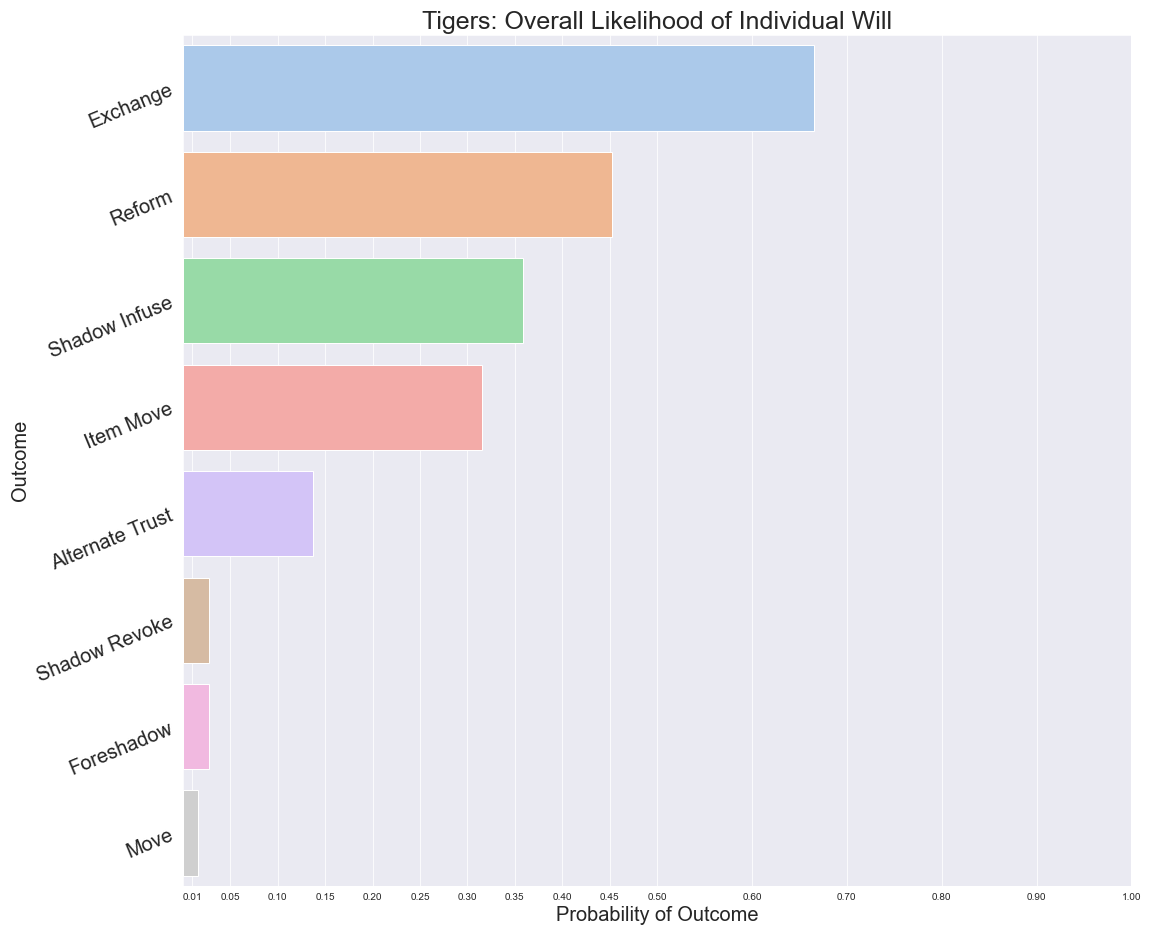 Tigers: Overall Likelihood of Individual Will
Exchange
Reform
Shadow Infuse
Item Move
Alternate Trust
Shadow Revoke
Foreshadow
Move
Outcome
0.01 0.05 0.10 0.15 0.20 0.25 0.30 0.35 0.40 0.45 0.50 0.60 0.70 0.80 0.90 1.00
Probability of Outcome